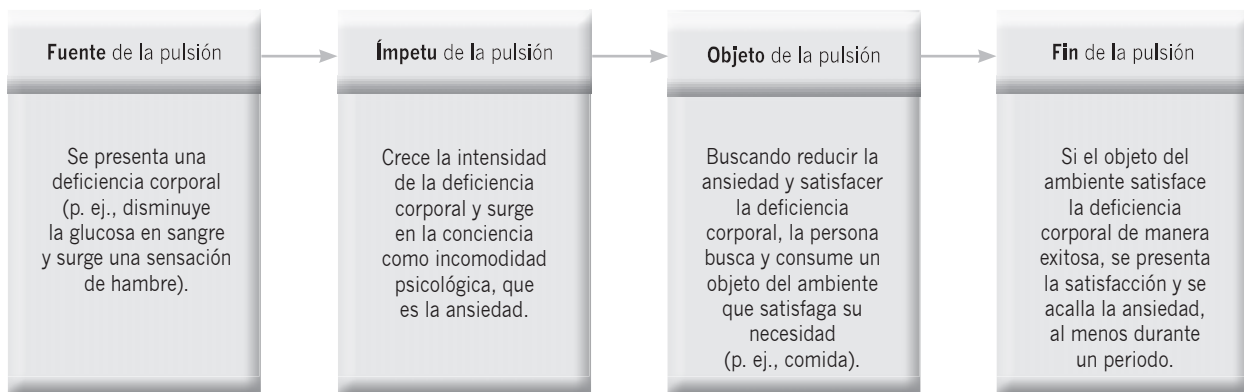 Fuente de la pulsión
Se presenta una
deficiencia corporal
(p. ej., disminuye
la glucosa en sangre
y surge una sensación
de hambre).
Ímpetu de la pulsión
Crece la intensidad
de la deficiencia
corporal y surge
en la conciencia
como incomodidad
psicológica, que
es la ansiedad.
Objeto de la pulsión
Buscando reducir la
ansiedad y satisfacer
la deficiencia
corporal, la persona
busca y consume un
objeto del ambiente
que satisfaga su
necesidad
(p. ej., comida).
Fin de la pulsión
Si el objeto del
ambiente satisface
la deficiencia
corporal de manera
exitosa, se presenta
la satisfacción y se
acalla la ansiedad,
al menos durante
un periodo.